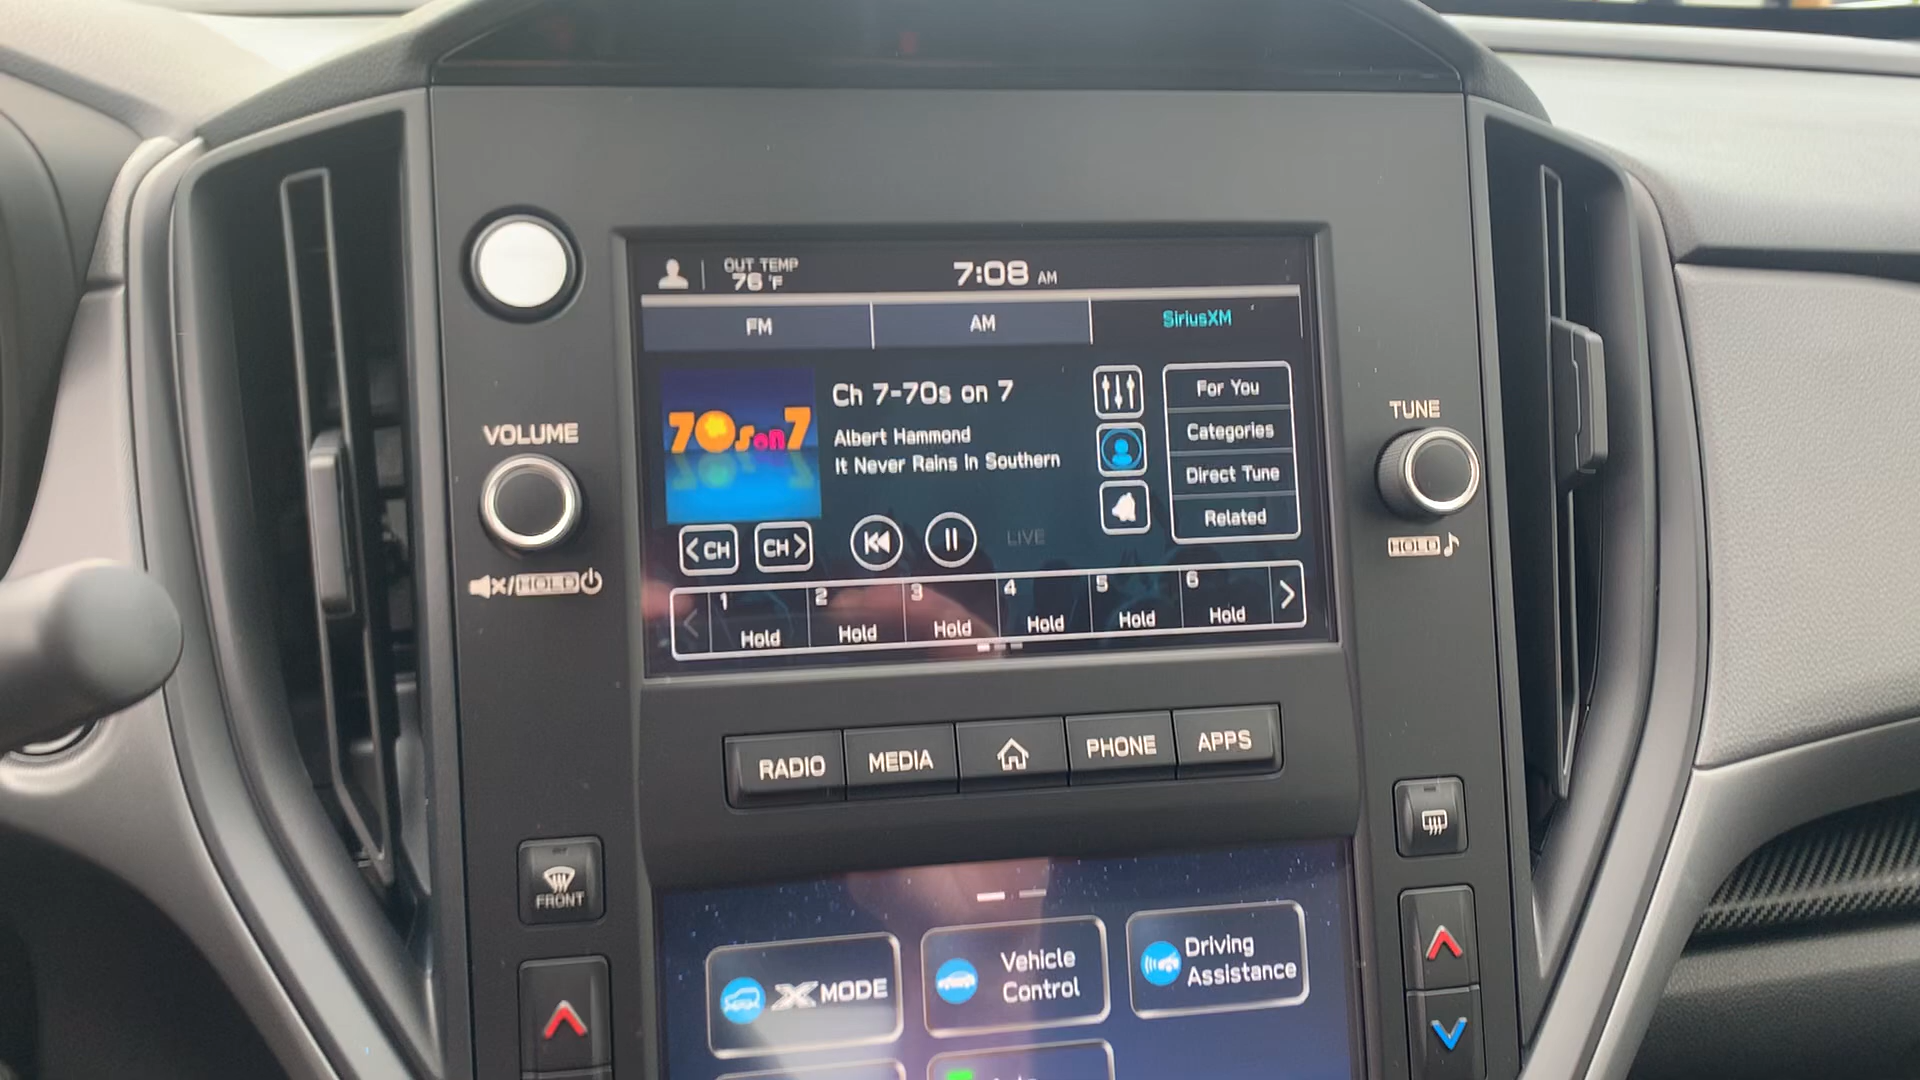 OUT TEMP
76 °F
7:08 AM
FM
AM
SiriusXM
70s on 7
Ch 7-70s on 7
Albert Hammond
It Never Rains In Southern
For You
Categories
Direct Tune
Related
CH
CH
LIVE
1
2
3
4
5
6
Hold
Hold
Hold
Hold
Hold
Hold
VOLUME
/HOLD
TUNE
HOLD
RADIO
MEDIA
PHONE
APPS
FRONT
X MODE
Vehicle
Control
Driving
Assistance